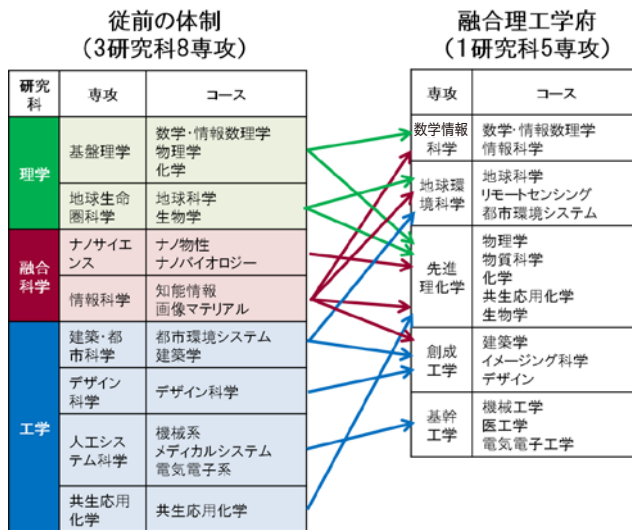 従前の体制
(3研究科8専攻)
研究
科
専攻
コース
理学
基盤理学
数学・情報数理学
物理学
化学
地球生命
圏科学
地球科学
生物学
融合
科学
ナノサイエ
ンス
ナノ物性
ナノバイオロジー
情報科学
知能情報
画像マテリアル
工学
建築・都
市科学
都市環境システム
建築学
デザイン
科学
デザイン科学
人工シス
テム科学
機械系
メディカルシステム
電気電子系
共生応用
化学
共生応用化学
融合理工学府
(1研究科5専攻)
専攻
コース
数学情報
科学
数学・情報数理学
情報科学
地球環
境科学
地球科学
リモートセンシング
都市環境システム
先進
理化学
物理学
物質科学
化学
共生応用化学
生物学
創成
工学
建築学
イメージング科学
デザイン
基幹
工学
機械工学
医工学
電気電子工学